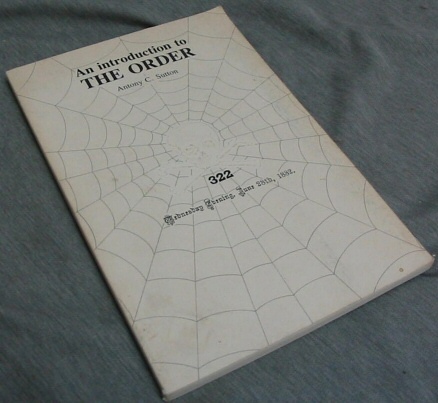 An introduction to
THE ORDER
Antony C. Sutton
322
Wednesday Evening, June 28th, 1882.